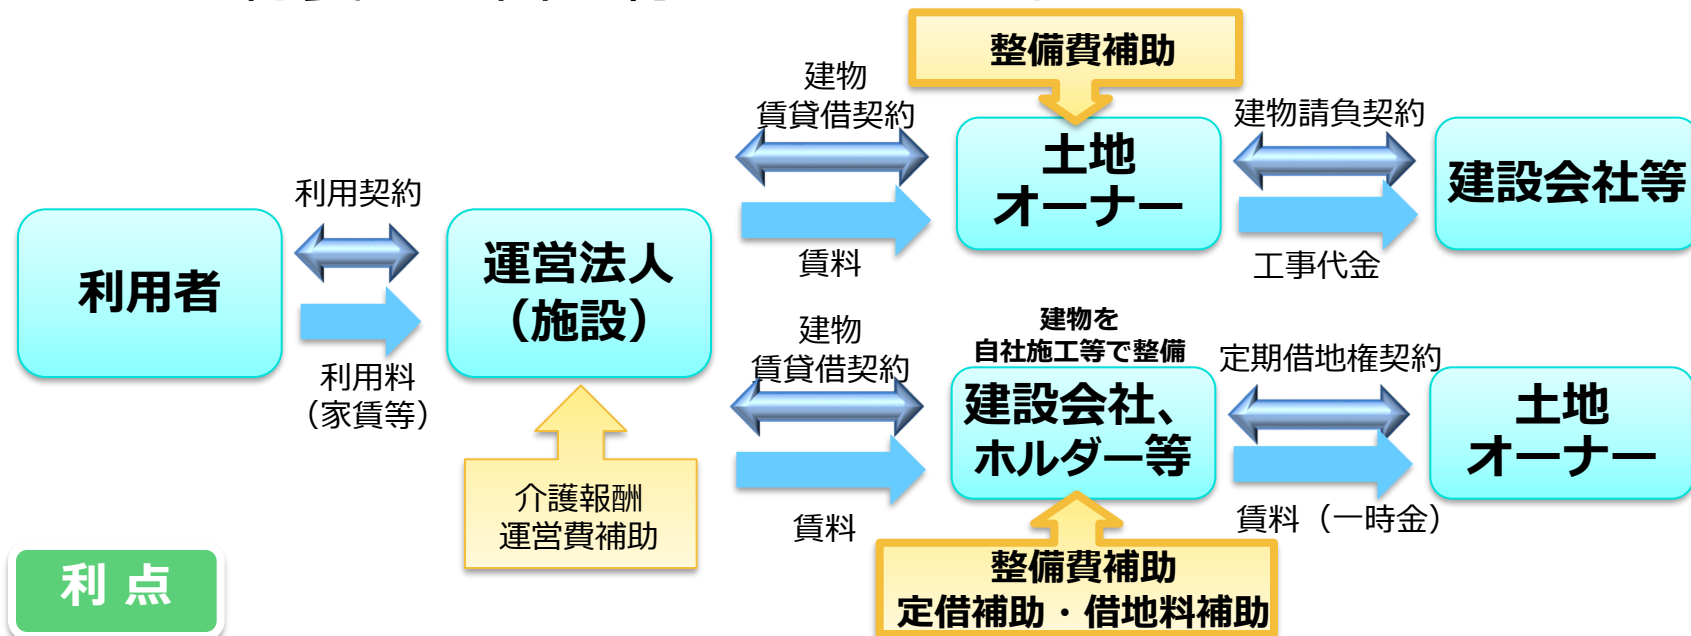 整備費補助
建物
賃貸借契約
土地
オーナー
建物請負契約
建設会社等
利用契約
賃料
工事代金
利用者
運営法人
（施設）
利用料
（家賃等）
建物
賃貸借契約
建物を
自社施工等で整備
建設会社、
ホルダー等
定期借地権契約
土地
オーナー
介護報酬
運営費補助
賃料
賃料（一時金）
整備費補助
定借補助・借地料補助
利 点